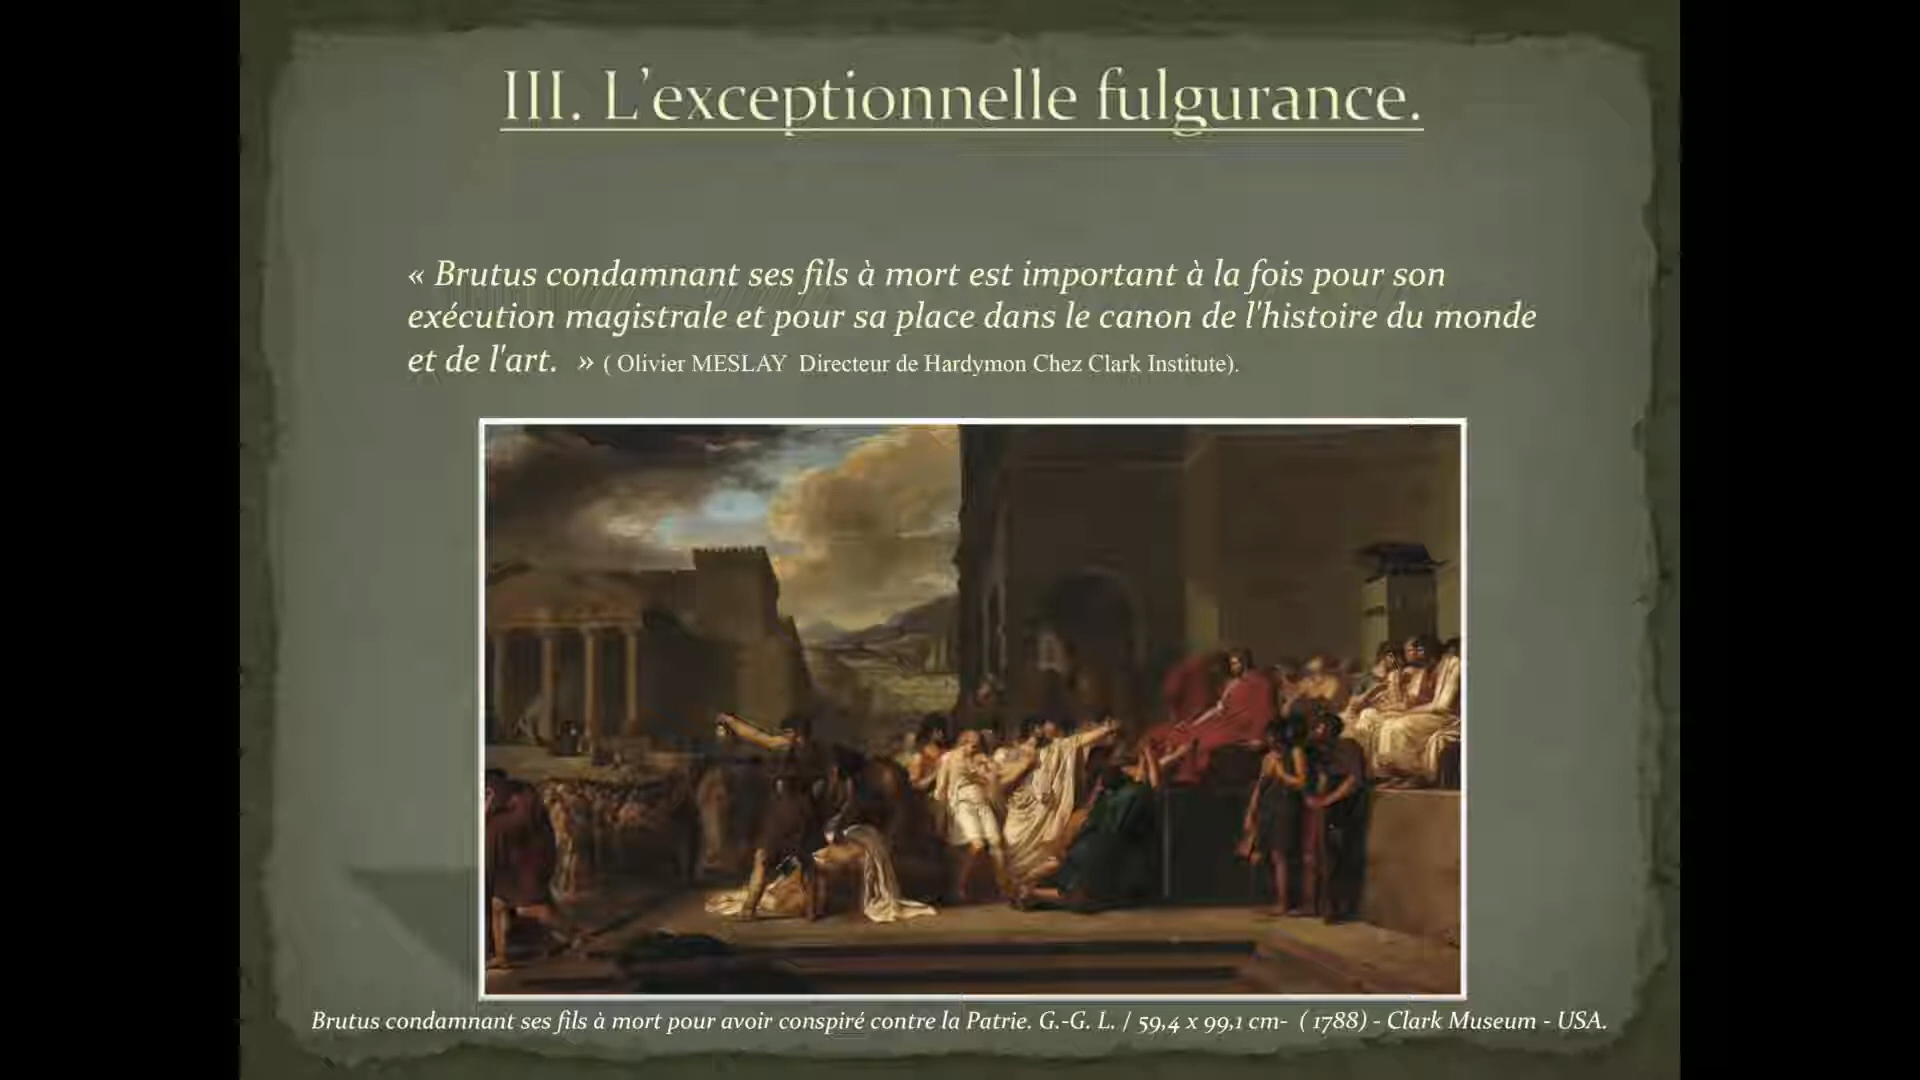 III. L'exceptionnelle fulgurance.
« Brutus condamnant ses fils à mort est important à la fois pour son
exécution magistrale et pour sa place dans le canon de l'histoire du monde
et de l'art.  » ( Olivier MESLAY  Directeur de Hardymon Chez Clark Institute).
Brutus condamnant ses fils à mort pour avoir conspiré contre la Patrie. G.-G. L. / 59,4 x 99,1 cm-  ( 1788) - Clark Museum - USA.